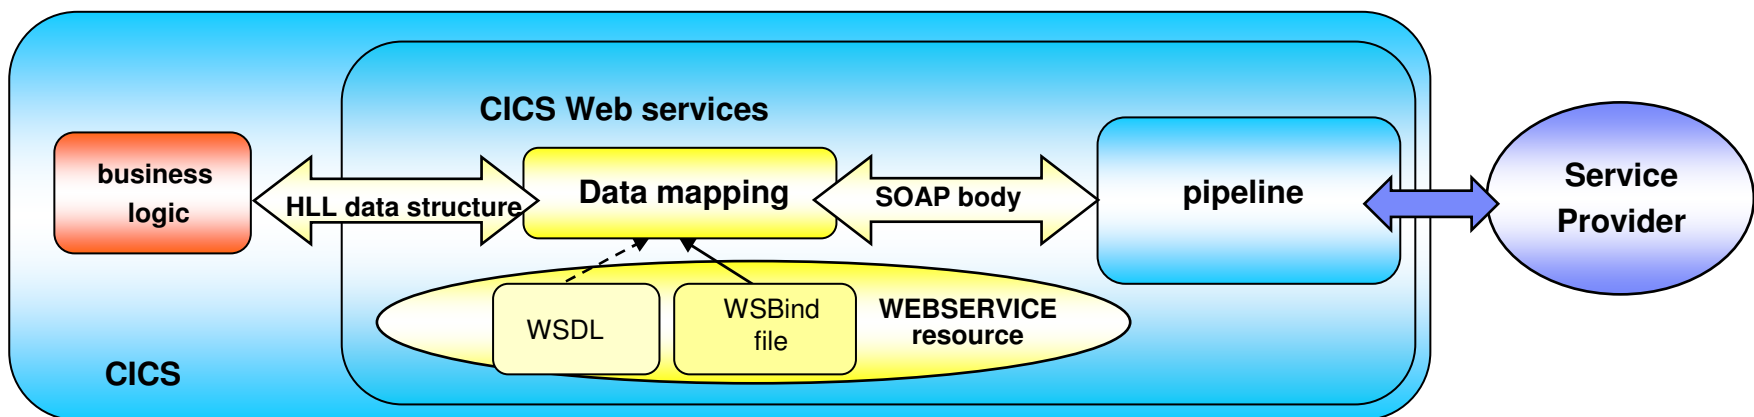 CICS Web services
business
logic
HLL data structure
Data mapping
SOAP body
pipeline
Service
Provider
WSDL
WSBind
file
WEBSERVICE
resource
CICS